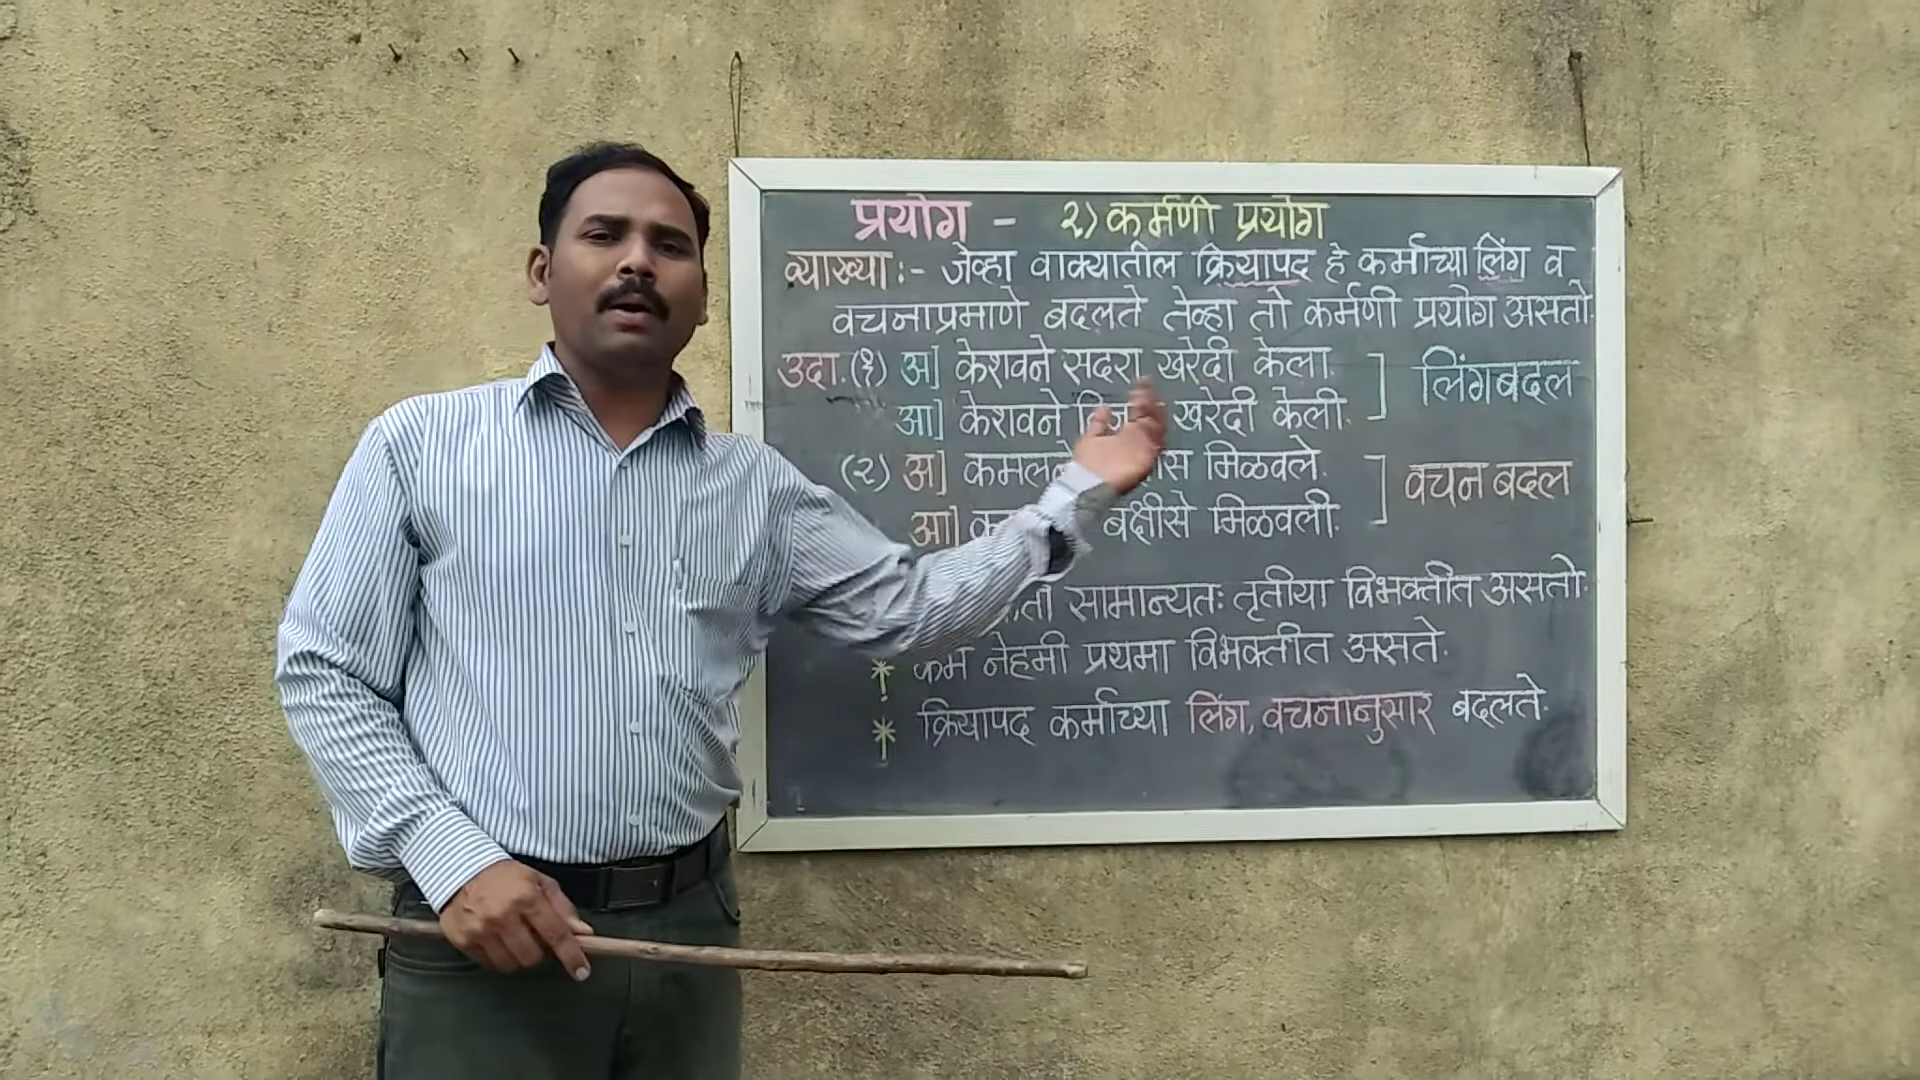 प्रयोग - २) कर्मणी प्रयोग
व्याख्या :- जेव्हा वाक्यातील क्रियापद हे कर्माच्या लिंग व
वचनाप्रमाणे बदलते तेव्हा तो कर्मणी प्रयोग असतो.
उदा. (१) अ] केशवने सदरा खरेदी केला. ] लिंगबदल
आ] केशवने खरेदी केली.
(२) अ] मिळवले. ] वचन बदल
आ] बक्षीसे मिळवली.
सामान्यतः तृतीया विभक्तीत असतो.
* कर्म नेहमी प्रथमा विभक्तीत असते.
* क्रियापद कर्माच्या लिंग, वचनानुसार बदलते.